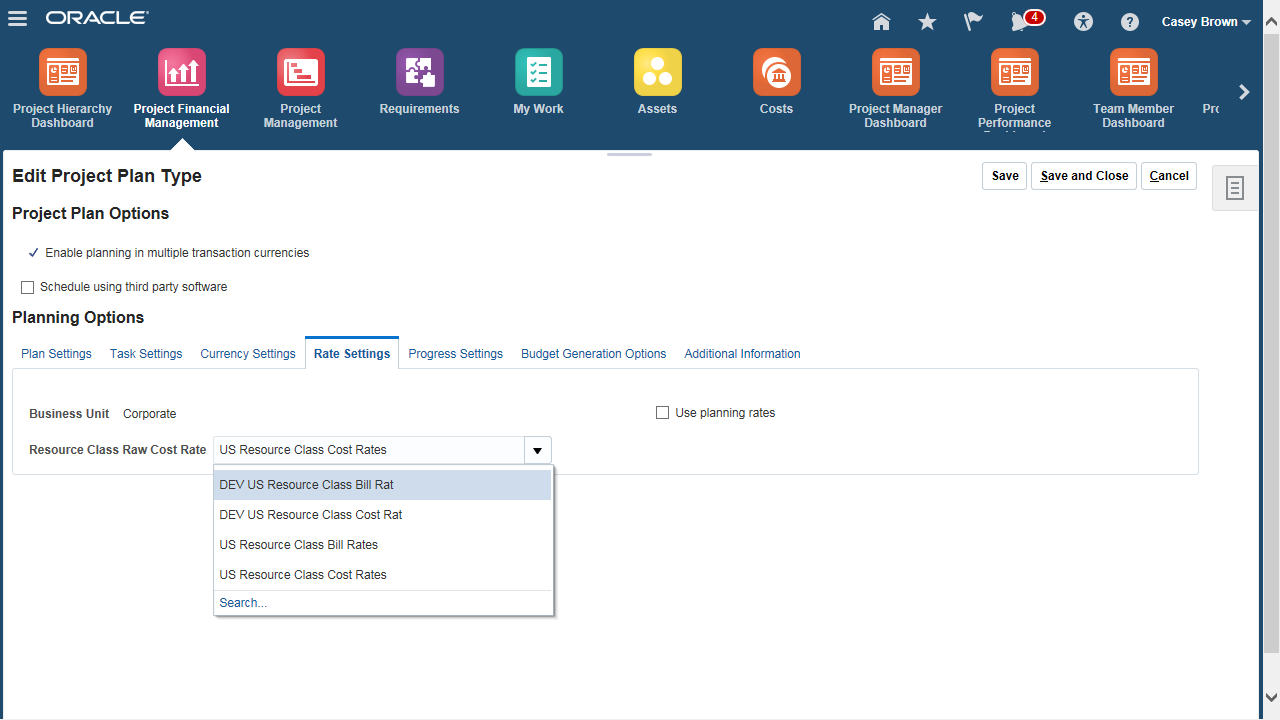 ORACLE
4
Casey Brown
Project Hierarchy
Dashboard
Project Financial
Management
Project
Management
Requirements
My Work
Assets
Costs
Project Manager
Dashboard
Project
Performance
Team Member
Dashboard
Edit Project Plan Type
Save
Save and Close
Cancel
Project Plan Options
Enable planning in multiple transaction currencies
Schedule using third party software
Planning Options
Plan Settings
Task Settings
Currency Settings
Rate Settings
Progress Settings
Budget Generation Options
Additional Information
Business Unit Corporate
Use planning rates
Resource Class Raw Cost Rate US Resource Class Cost Rates
DEV US Resource Class Bill Rat
DEV US Resource Class Cost Rat
US Resource Class Bill Rates
US Resource Class Cost Rates
Search...